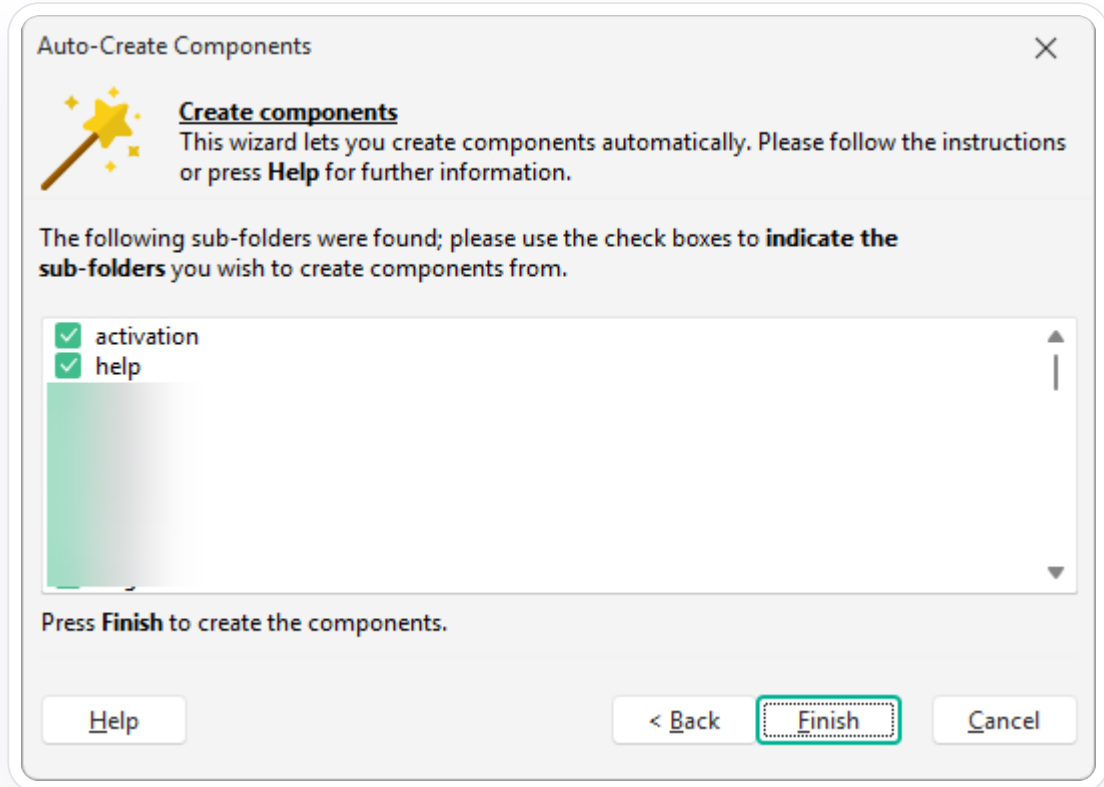 Auto-Create Components
Create components
This wizard lets you create components automatically. Please follow the instructions
or press Help for further information.
The following sub-folders were found; please use the check boxes to indicate the
sub-folders you wish to create components from.
activation
help
Press Finish to create the components.
Help
< Back
Finish
Cancel